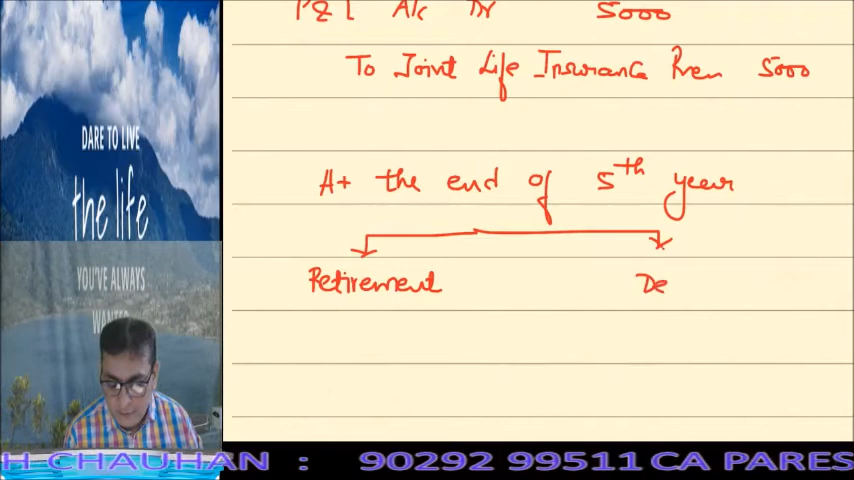 P & L A/c Dr 5000
To Joint Life Insurance Prem 5000
At the end of 5th year
Retirement De
DARE TO LIVE
the life
YOU'VE ALWAYS
WANTED
H CHAUHAN : 90292 99511 CA PARES